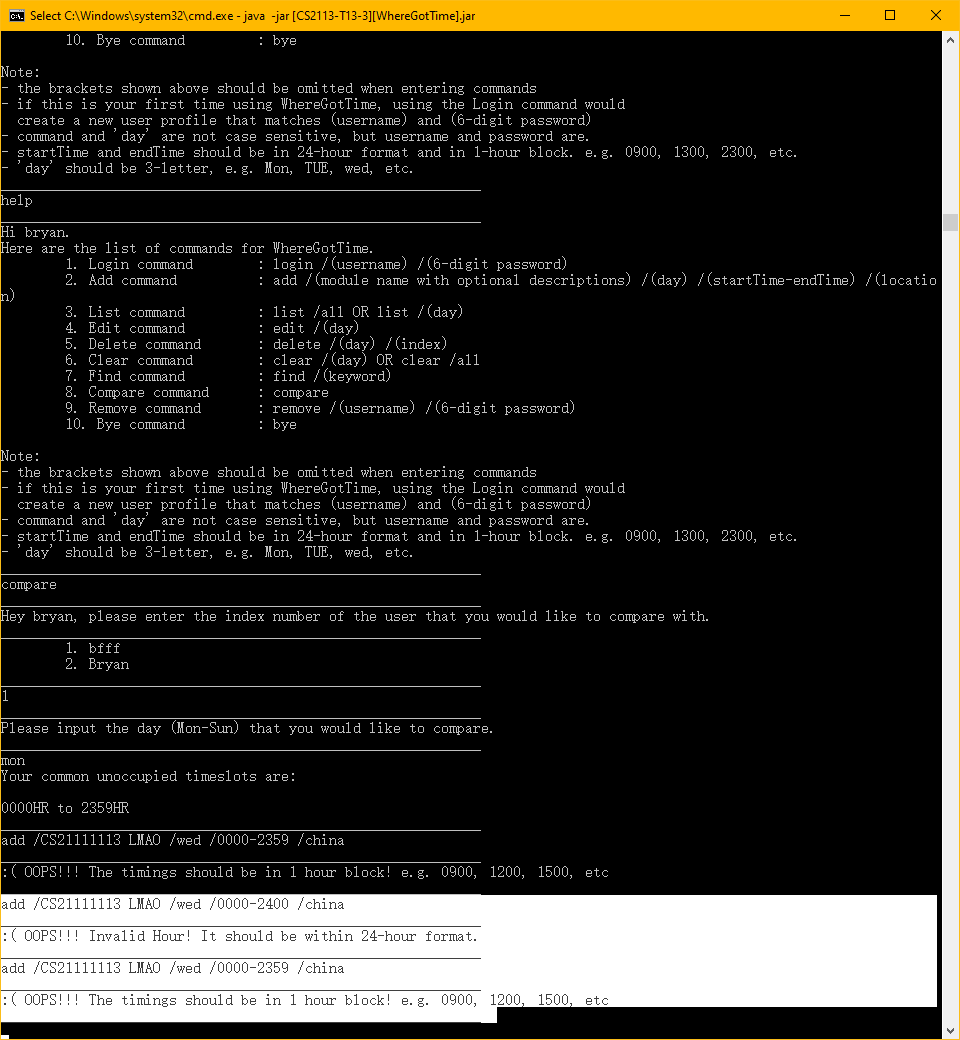 Select C:\Windows\system32\cmd.exe - java -jar [CS2113-T13-3][WhereGotTime].jar
10. Bye command : bye
Note:
- the brackets shown above should be omitted when entering commands
- if this is your first time using WhereGotTime, using the Login command would
create a new user profile that matches (username) and (6-digit password)
- command and 'day' are not case sensitive, but username and password are.
- startTime and endTime should be in 24-hour format and in 1-hour block. e.g. 0900, 1300, 2300, etc.
- 'day' should be 3-letter, e.g. Mon, TUE, wed, etc.
help
Hi bryan.
Here are the list of commands for WhereGotTime.
1. Login command : login /(username) /(6-digit password)
2. Add command : add /(module name with optional descriptions) /(day) /(startTime-endTime) /(locatio
n)
3. List command : list /all OR list /(day)
4. Edit command : edit /(day)
5. Delete command : delete /(day) /(index)
6. Clear command : clear /(day) OR clear /all
7. Find command : find /(keyword)
8. Compare command : compare
9. Remove command : remove /(username) /(6-digit password)
10. Bye command : bye
Note:
- the brackets shown above should be omitted when entering commands
- if this is your first time using WhereGotTime, using the Login command would
create a new user profile that matches (username) and (6-digit password)
- command and 'day' are not case sensitive, but username and password are.
- startTime and endTime should be in 24-hour format and in 1-hour block. e.g. 0900, 1300, 2300, etc.
- 'day' should be 3-letter, e.g. Mon, TUE, wed, etc.
compare
Hey bryan, please enter the index number of the user that you would like to compare with.
1. bfff
2. Bryan
1
Please input the day (Mon-Sun) that you would like to compare.
mon
Your common unoccupied timeslots are:
0000HR to 2359HR
add /CS21111113 LMAO /wed /0000-2359 /china
:( OOPS!!! The timings should be in 1 hour block! e.g. 0900, 1200, 1500, etc
add /CS21111113 LMAO /wed /0000-2400 /china
:( OOPS!!! Invalid Hour! It should be within 24-hour format.
add /CS21111113 LMAO /wed /0000-2359 /china
:( OOPS!!! The timings should be in 1 hour block! e.g. 0900, 1200, 1500, etc